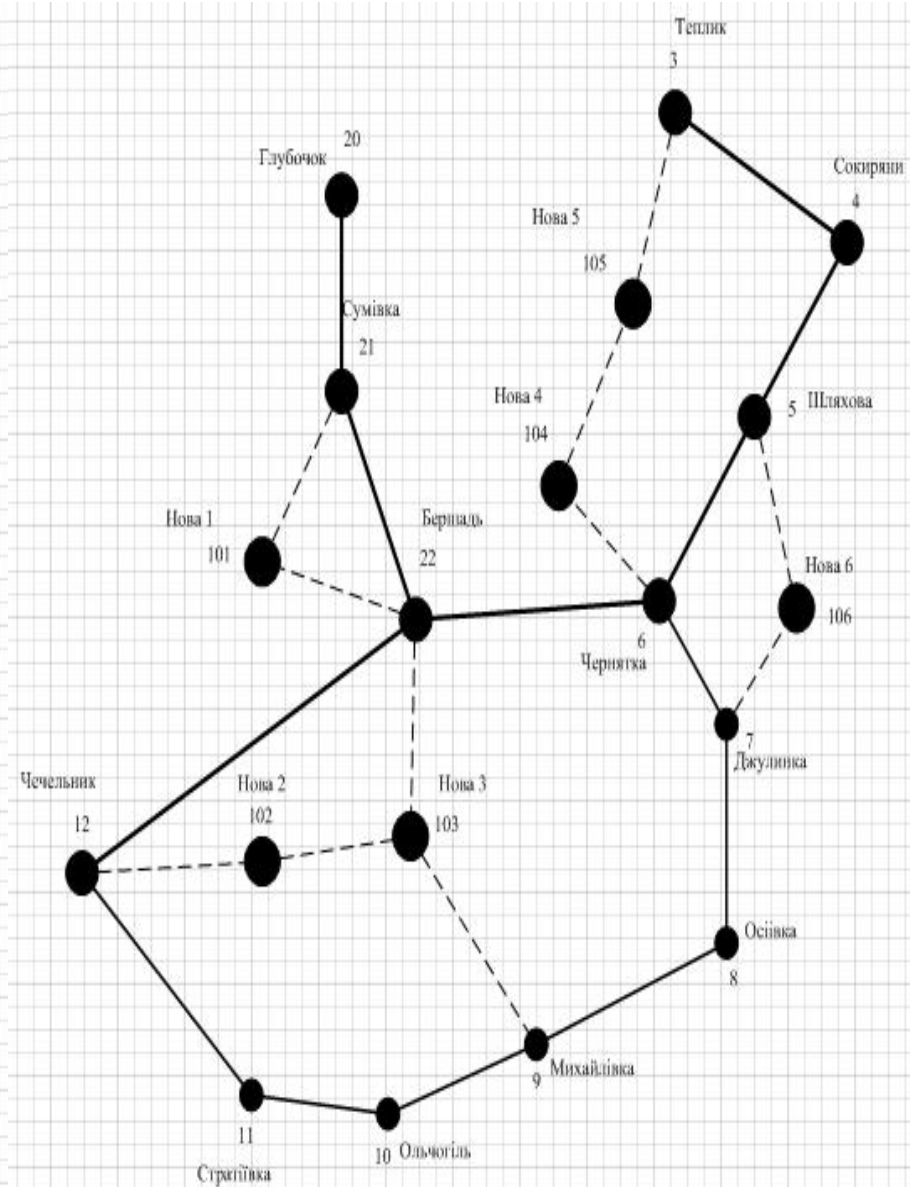 Теплик
3
20
Глубочок
Сокиряни
4
Нова 5
105
Сумівка
21
Нова 4
104
5 Шляхова
Нова 1
101
Бершадь
22
Нова 6
106
6
Чернятка
7
Джулинка
Чечельник
12
Нова 2
102
Нова 3
103
Осіївка
8
9 Михайлівка
11
Стратіївка
10 Ольчогіль